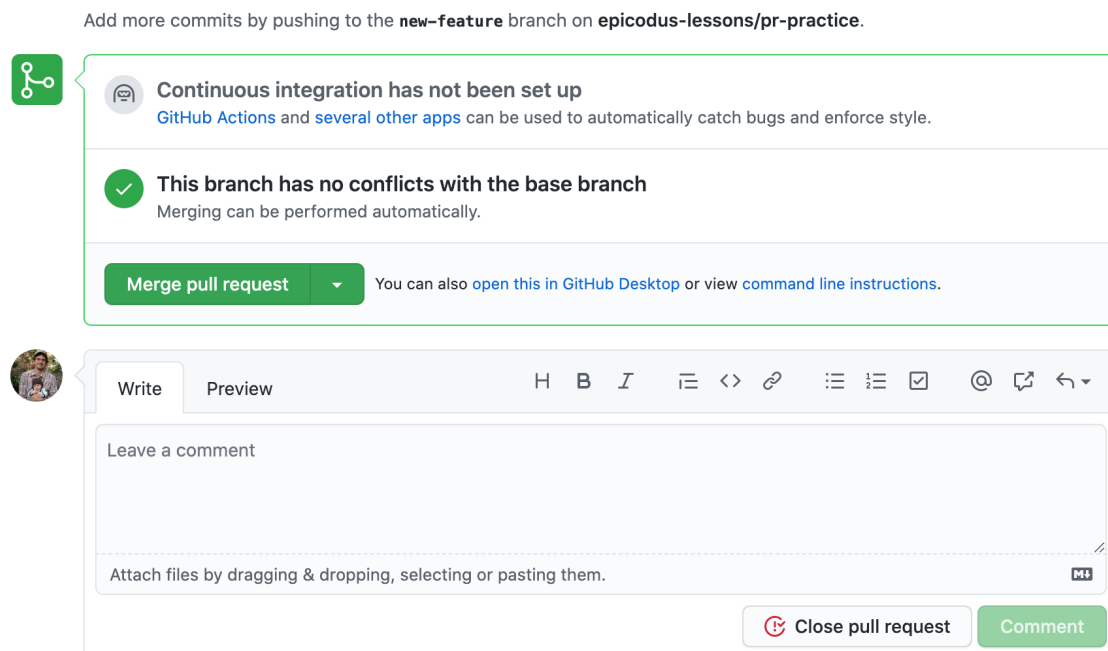 Add more commits by pushing to the new-feature branch on epicodus-lessons/pr-practice.
Continuous integration has not been set up
GitHub Actions and several other apps can be used to automatically catch bugs and enforce style.
This branch has no conflicts with the base branch
Merging can be performed automatically.
Merge pull request You can also open this in GitHub Desktop or view command line instructions.
Write Preview
Leave a comment
Attach files by dragging & dropping, selecting or pasting them.
Close pull request Comment